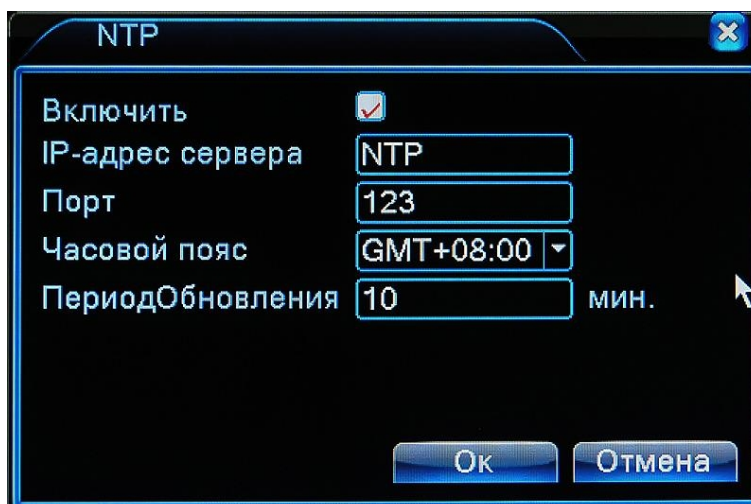 NTP
Включить
IP-адрес сервера NTP
Порт 123
Часовой пояс GMT+08:00
ПериодОбновления 10 мин.
Ок Отмена